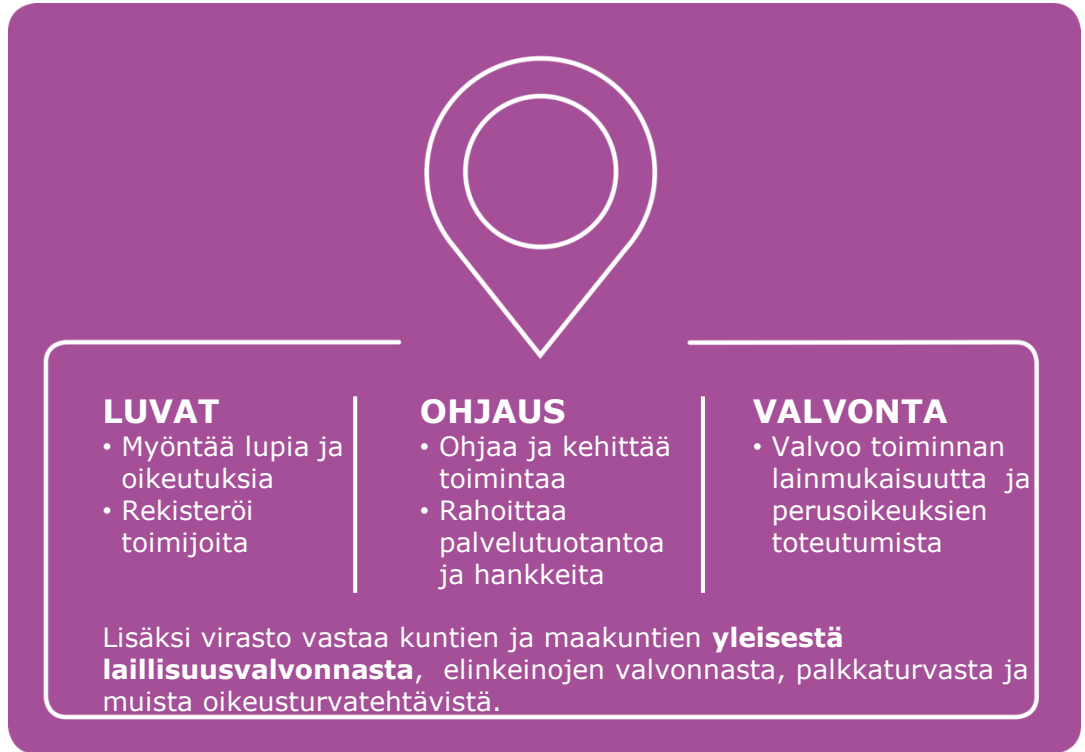 LUVAT
• Myöntää lupia ja
oikeutuksia
• Rekisteröi
toimijoita
OHJAUS
• Ohjaa ja kehittää
toimintaa
• Rahoittaa
palvelutuotantoa
ja hankkeita
VALVONTA
• Valvoo toiminnan
lainmukaisuutta ja
perusoikeuksien
toteutumista
Lisäksi virasto vastaa kuntien ja maakuntien yleisestä
laillisuusvalvonnasta, elinkeinojen valvonnasta, palkkaturvasta ja
muista oikeusturvatehtävistä.